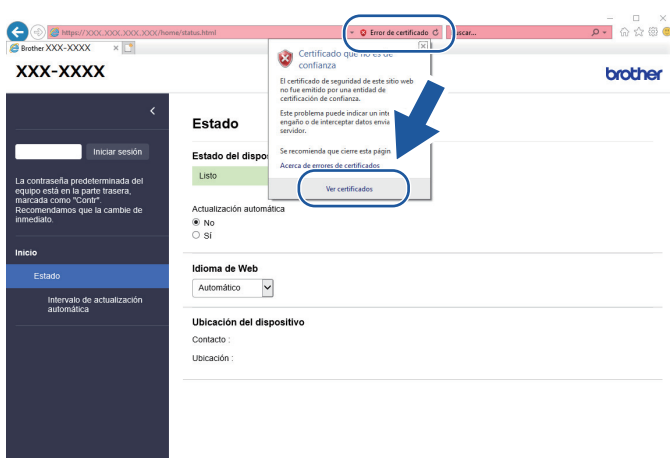 https://XXX.XXX.XXX.XXX/home/status.html
Error de certificado
Brother XXX-XXXX
XXX-XXXX
brother
Certificado que no es de
confianza
El certificado de seguridad de este sitio web
no fue emitido por una entidad de
certificación de confianza.
Este problema puede indicar un
engaño o de interceptar datos
servidor.
Se recomienda que cierre esta
Acerca de errores de certificados
Ver certificados
Iniciar sesión
La contraseña predeterminada del
equipo está en la parte trasera,
marcada como "Contr".
Recomendamos que la cambie de
inmediato.
Inicio
Estado
Intervalo de actualización
automática
Estado
Estado del
Listo
Actualización automática
No
Sí
Idioma de Web
Automático
Ubicación del dispositivo
Contacto :
Ubicación :